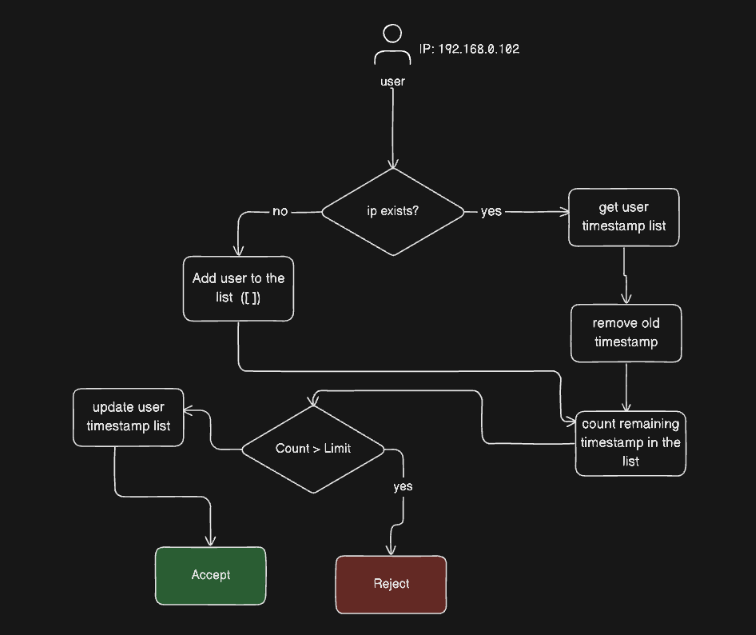 IP: 192.168.0.102
user
ip exists?
no
yes
get user
timestamp list
Add user to the
list ([ ])
remove old
timestamp
update user
timestamp list
Count > Limit
count remaining
timestamp in the
list
yes
Accept
Reject